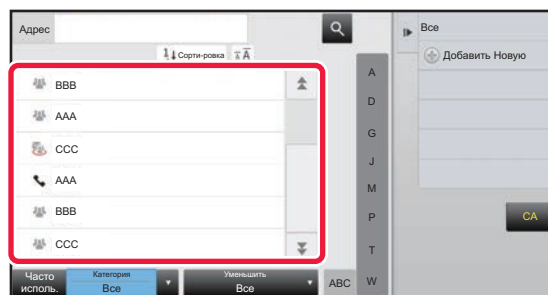 Адрес
Все
Сорти-ровка
Добавить Новую
BBB
AAA
CCC
AAA
BBB
CCC
A
D
G
J
M
P
T
W
CA
Часто исполь.
Категория
Все
Уменьшить
Все
ABC